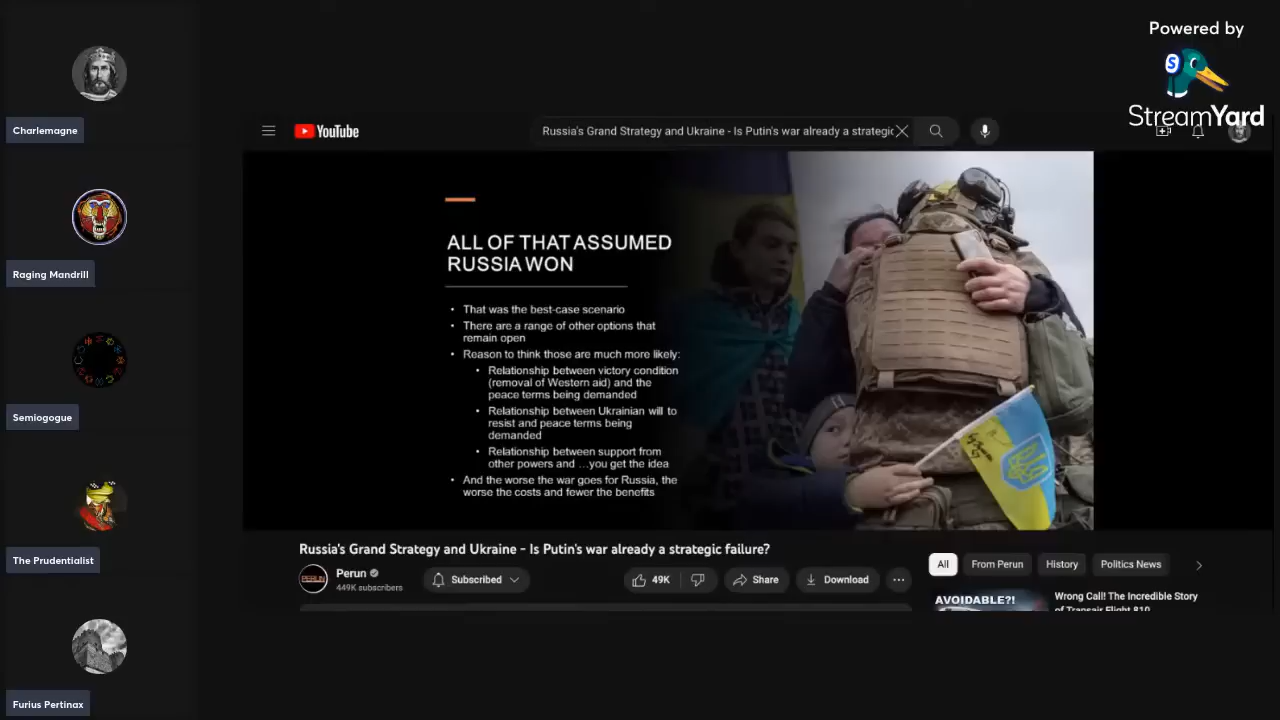 Powered by
StreamYard
Charlemagne
Raging Mandrill
Semiogogue
The Prudentialist
Furius Pertinax
YouTube
Russia's Grand Strategy and Ukraine - Is Putin's war already a strategic
ALL OF THAT ASSUMED
RUSSIA WON
• That was the best-case scenario
• There are a range of other options that
remain open
• Reason to think those are much more likely:
• Relationship between victory condition
(removal of Western aid) and the
peace terms being demanded
• Relationship between Ukrainian will to
resist and peace terms being
demanded
• Relationship between support from
other powers and …you get the idea
• And the worse the war goes for Russia, the
worse the costs and fewer the benefits
Russia's Grand Strategy and Ukraine - Is Putin's war already a strategic failure?
PERUN
Perun
449K subscribers
Subscribed
49K
Share
Download
All
From Perun
History
Politics News
AVOIDABLE?!
Wrong Call! The Incredible Story
of Transair Flight 810